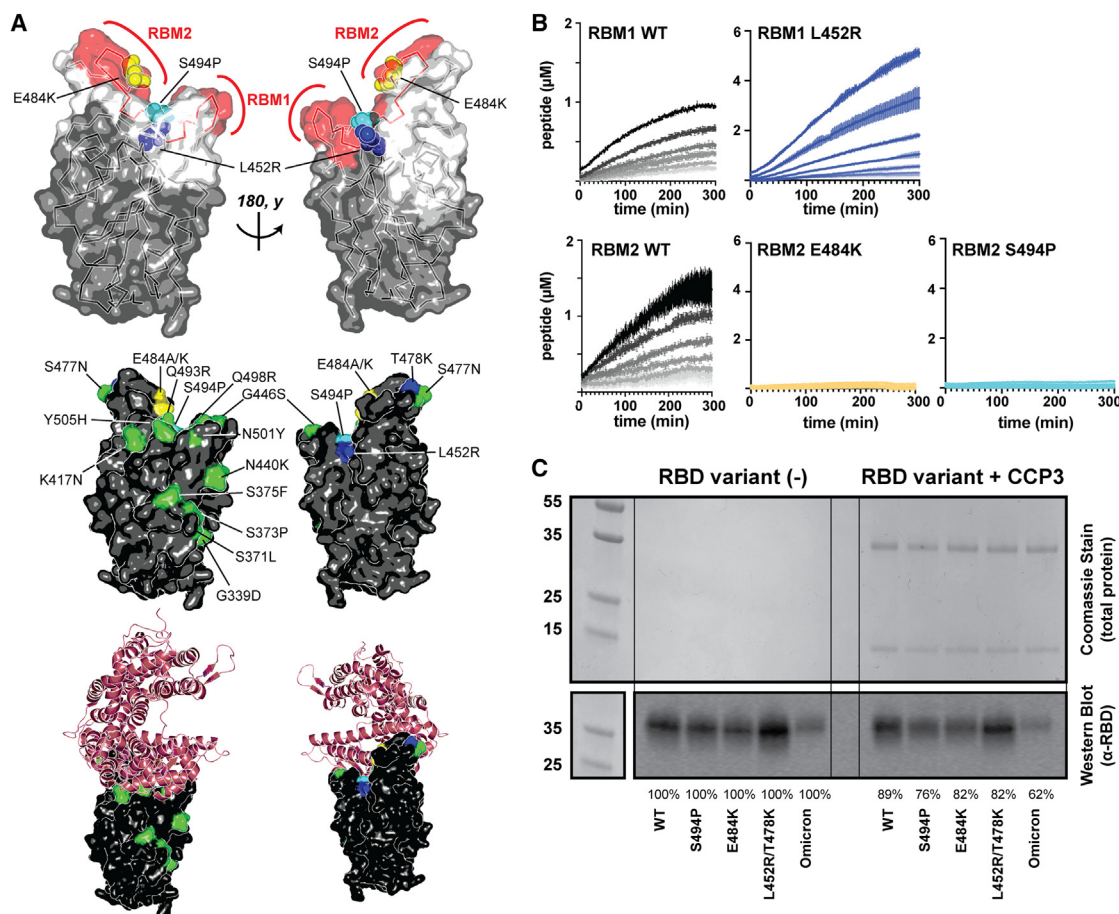 A
RBM2
RBM2
S494P
S494P
E484K
E484K
RBM1
L452R
180, y
S477N
E484A/K
Q493R
S494P
Q498R
G446S
Y505H
N501Y
K417N
N440K
S375F
S373P
S371L
G339D
E484A/K
T478K
S477N
S494P
L452R
B
RBM1 WT
peptide (µM)
2
1
0
100
200
300
time (min)
RBM1 L452R
6
4
2
0
100
200
300
time (min)
RBM2 WT
peptide (µM)
2
1
0
100
200
300
time (min)
RBM2 E484K
6
4
2
0
100
200
300
time (min)
RBM2 S494P
6
4
2
0
100
200
300
time (min)
C
RBD variant (-)
RBD variant + CCP3
55
35
25
15
Coomassie Stain
(total protein)
35
25
Western Blot
(α-RBD)
100% 100% 100% 100% 100%
89% 76% 82% 82% 62%
WT
S494P
E484K
L452R/T478K
Omicron
WT
S494P
E484K
L452R/T478K
Omicron